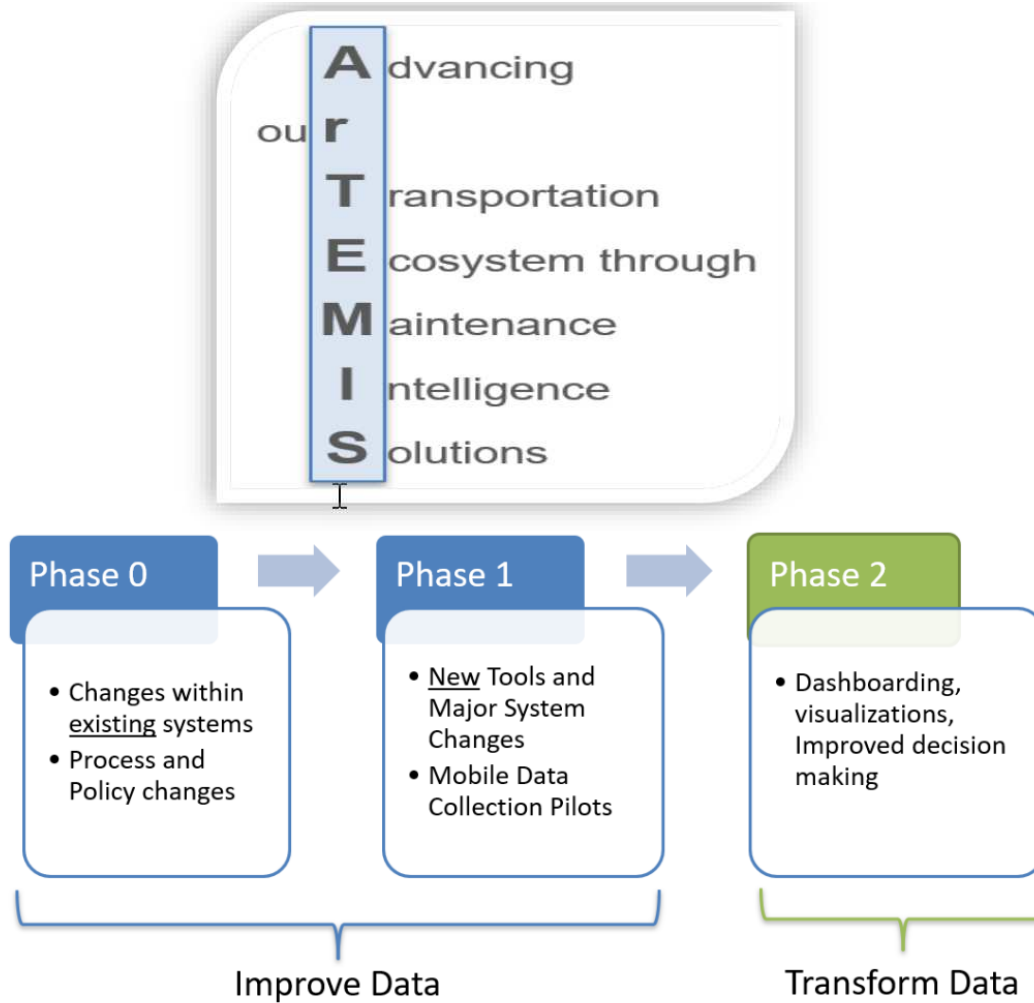 Advancing
our
Transportation
Ecosystem through
Maintenance
Intelligence
Solutions
Phase 0
• Changes within
existing systems
• Process and
Policy changes
Phase 1
• New Tools and
Major System
Changes
• Mobile Data
Collection Pilots
Phase 2
• Dashboarding,
visualizations,
Improved decision
making
Improve Data
Transform Data